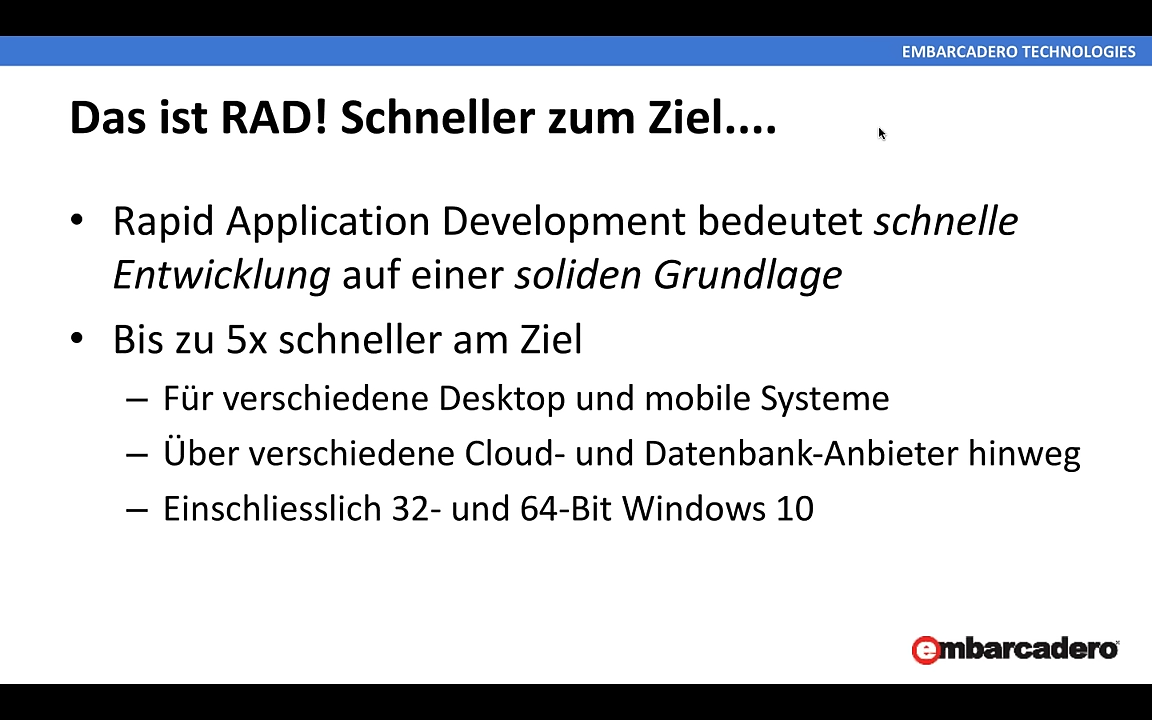 EMBARCADERO TECHNOLOGIES
Das ist RAD! Schneller zum Ziel....
• Rapid Application Development bedeutet schnelle
Entwicklung auf einer soliden Grundlage
• Bis zu 5x schneller am Ziel
– Für verschiedene Desktop und mobile Systeme
– Über verschiedene Cloud- und Datenbank-Anbieter hinweg
– Einschliesslich 32- und 64-Bit Windows 10
embarcadero